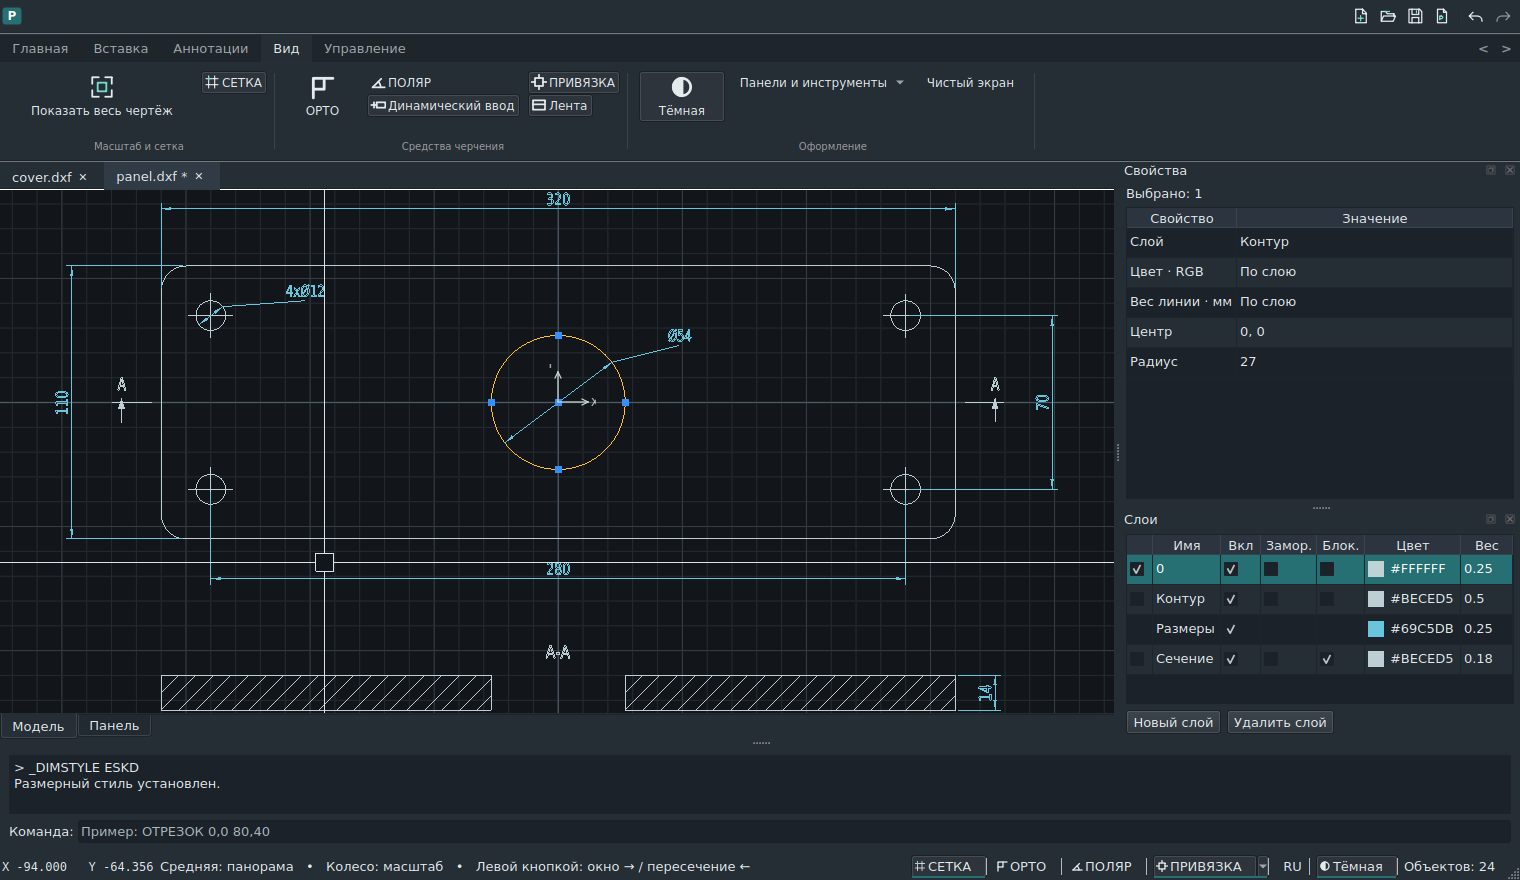 P
Главная Вставка Аннотации Вид Управление < >
Показать весь чертёж СЕТКА ОРТО ПОЛЯР ПРИВЯЗКА Тёмная Панели и инструменты Чистый экран
Динамический ввод Лента
Масштаб и сетка Средства черчения Оформление
cover.dxf × panel.dxf * ×
320
4xØ12
Ø54
110
A
A
70
X
280
A-A
14
Модель Панель
Свойства
Выбрано: 1
Свойство Значение
Слой Контур
Цвет · RGB По слою
Вес линии · мм По слою
Центр 0, 0
Радиус 27
Слои
Имя Вкл Замор. Блок. Цвет Вес
0 #FFFFFF 0.25
Контур #BECED5 0.5
Размеры #69C5DB 0.25
Сечение #BECED5 0.18
Новый слой Удалить слой
> _DIMSTYLE ESKD
Размерный стиль установлен.
Команда: Пример: ОТРЕЗОК 0,0 80,40
X -94.000 Y -64.356 Средняя: панорама • Колесо: масштаб • Левой кнопкой: окно → / пересечение ← СЕТКА ОРТО ПОЛЯР ПРИВЯЗКА RU Тёмная Объектов: 24